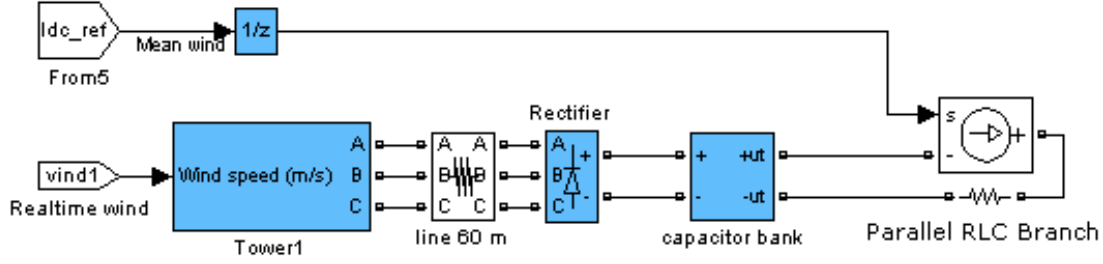 Idc_ref
Mean wind
1/z
From5
Rectifier
s
+
-
vind1
Realtime wind
Wind speed (m/s)
A
B
C
Tower1
A A
B B
C C
line 60 m
A
B
C
+
-
+ +ut
- -ut
capacitor bank
Parallel RLC Branch